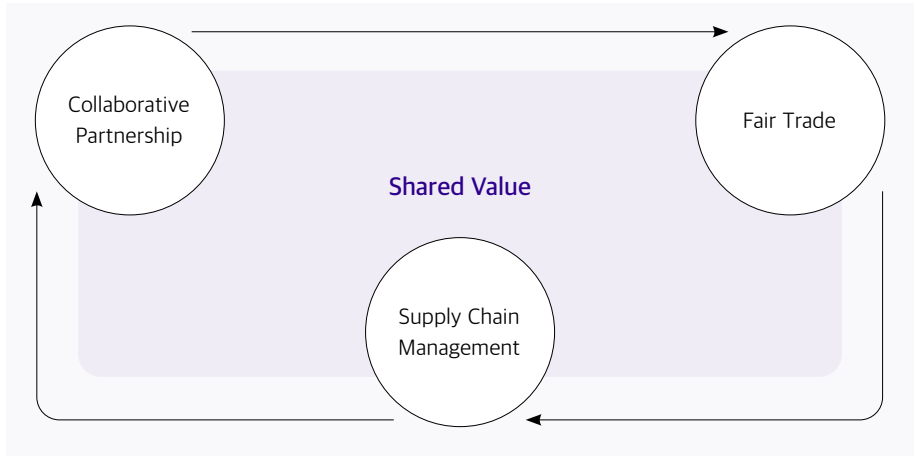 Collaborative
Partnership
Fair Trade
Shared Value
Supply Chain
Management